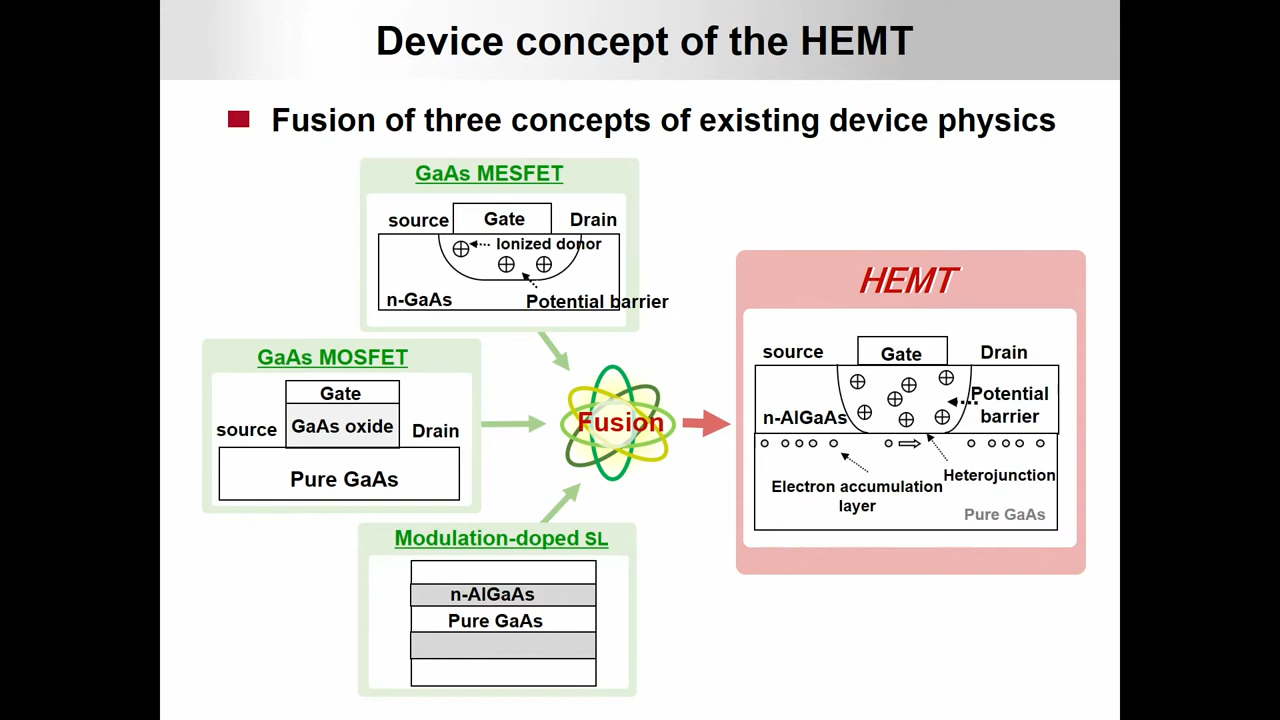 Device concept of the HEMT
Fusion of three concepts of existing device physics
GaAs MESFET
source
Gate
Drain
Ionized donor
n-GaAs
Potential barrier
GaAs MOSFET
Gate
source
GaAs oxide
Drain
Pure GaAs
Modulation-doped SL
n-AlGaAs
Pure GaAs
Fusion
HEMT
source
Gate
Drain
Potential
barrier
n-AlGaAs
Heterojunction
Electron accumulation
layer
Pure GaAs